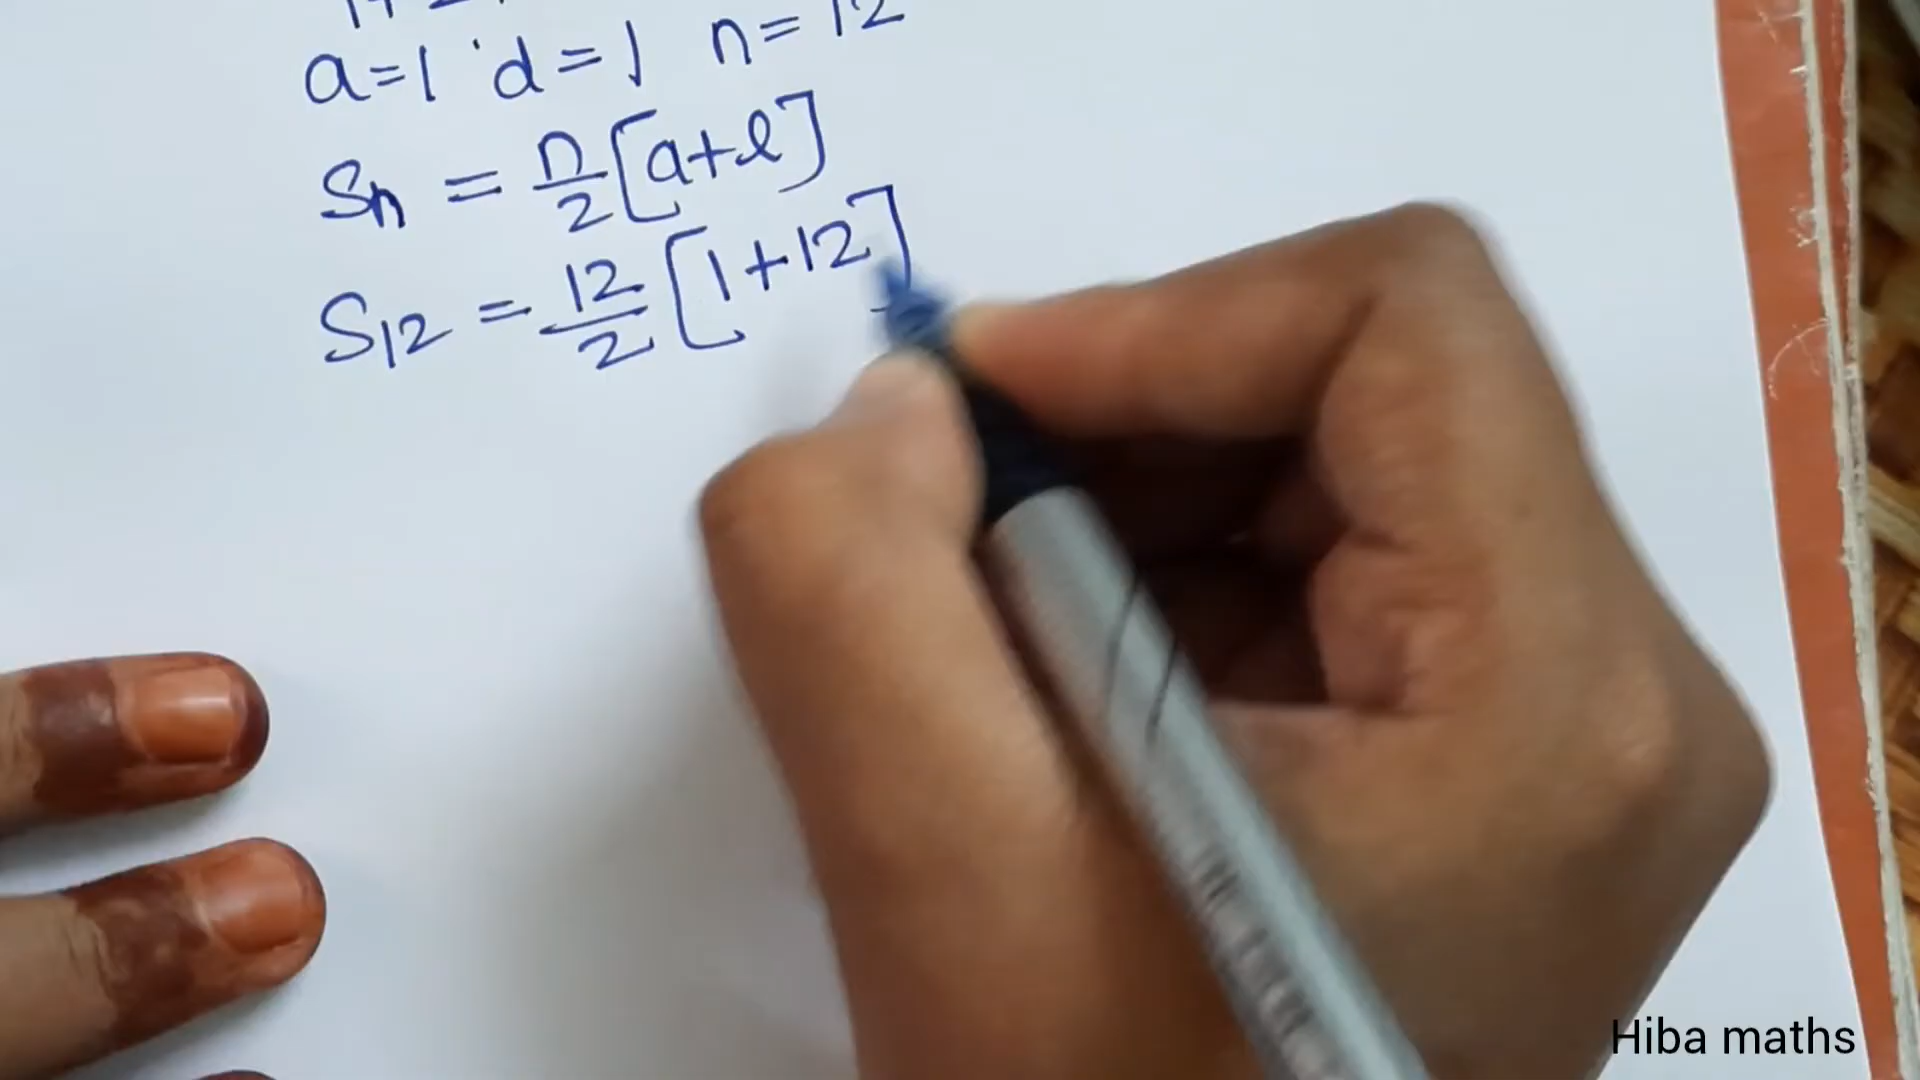 a=1 d=1 n=12
Sn = n/2 [a+l]
S12 = 12/2 [1+12]
Hiba maths